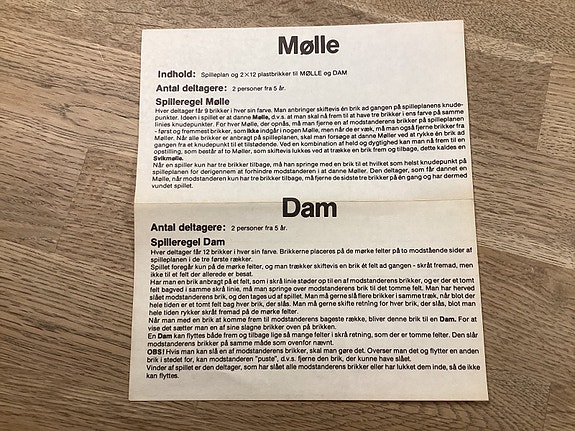 Mølle
Indhold: Spilleplan og 2×12 plastbrikker til MØLLE og DAM
Antal deltagere: 2 personer fra 5 år.
Spilleregel Mølle
Hver deltager får 9 brikker i hver sin farve. Man anbringer skiftevis én brik ad gangen på spilleplanens knude-
punkter. Ideen i spillet er at danne Mølle, d.v.s. at man skal nå frem til at have tre brikker i ens farve på samme
linies knudepunkter. For hver Mølle, der opnås, må man fjerne en af modstanderens brikker på spilleplanen
- først og fremmest brikker, som ikke indgår i nogen Mølle, men når de er væk, må man også fjerne brikker fra
Møller. Når alle brikker er anbragt på spilleplanen, skal man forsøge at danne Møller ved at rykke én brik ad
gangen fra et knudepunkt til et tilstødende. Ved en kombination af held og dygtighed kan man nå frem til en
opstilling, som består af to Møller, som skiftevis lukkes ved at trække en brik frem og tilbage, dette kaldes en
Svikmølle.
Når en spiller kun har tre brikker tilbage, må han springe med en brik til et hvilket som helst knudepunkt på
spilleplanen for derigennem at forhindre modstanderen i at danne Møller. Den deltager, som får dannet en
Mølle, når modstanderen kun har tre brikker tilbage, må fjerne de sidste tre brikker på én gang og har dermed
vundet spillet.
Dam
Antal deltagere: 2 personer fra 5 år.
Spilleregel Dam
Hver deltager får 12 brikker i hver sin farve. Brikkerne placeres på de mørke felter på to modstående sider af
spilleplanen i de tre første rækker.
Spillet foregår kun på de mørke felter, og man trækker skiftevis en brik ét felt ad gangen - skråt fremad, men
ikke til et felt der allerede er besat.
Har man en brik anbragt på et felt, som i skrå linie støder op til en af modstanderens brikker, og er der et tomt
felt bagved i samme skrå linie, må man springe over modstanderens brik til det tomme felt. Man har herved
slået modstanderens brik, og den tages ud af spillet. Man må gerne slå flere brikker i samme træk, når blot der
hele tiden er et tomt felt bag hver brik, der slås. Man må gerne skifte retning for hver brik, der slås, blot man
hele tiden rykker skråt fremad på de mørke felter.
Når man med en brik at komme frem til modstanderens bageste række, bliver denne brik til en Dam. For at
vise det sætter man en af sine slagne brikker oven på brikken.
En Dam kan flyttes både frem og tilbage lige så mange felter i skrå retning, som der er tomme felter. Den slår
modstanderens brikker på samme måde som ovenfor nævnt.
OBS! Hvis man kan slå en af modstanderens brikker, skal man gøre det. Overser man det og flytter en anden
brik i stedet for, kan modstanderen "puste", d.v.s. fjerne den brik, der kunne have slået.
Vinder af spillet er den deltager, som har slået alle modstanderens brikker eller har lukket dem inde, så de ikke
kan flyttes.